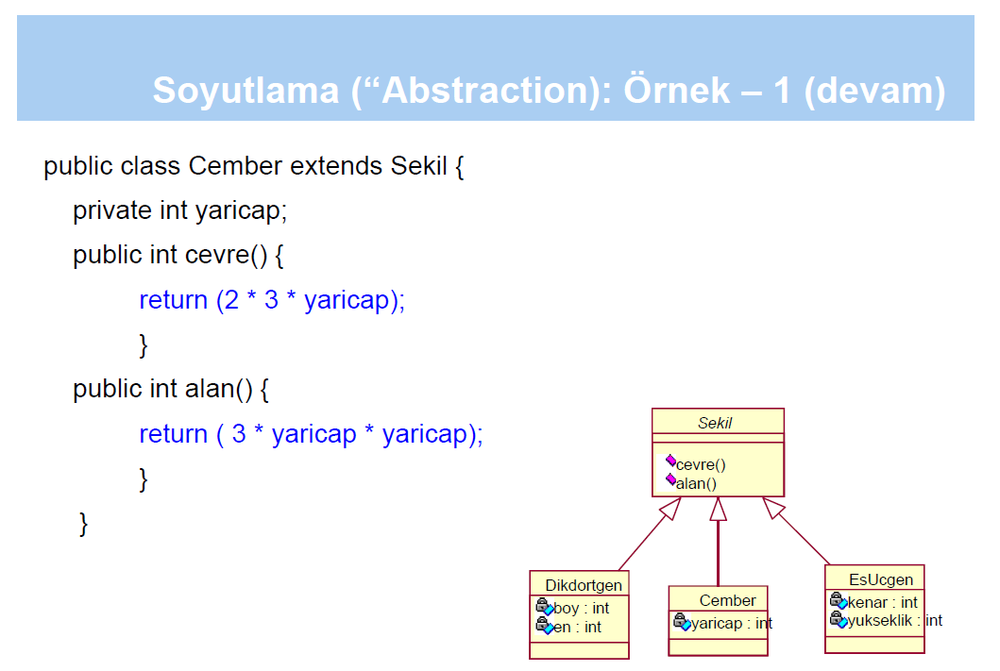 Soyutlama (“Abstraction): Örnek – 1 (devam)
public class Cember extends Sekil {
private int yaricap;
public int cevre() {
return (2 * 3 * yaricap);
}
public int alan() {
return ( 3 * yaricap * yaricap);
}
}
Sekil
cevre()
alan()
Dikdortgen
boy : int
en : int
Cember
yaricap : int
EsUcgen
kenar : int
yukseklik : int